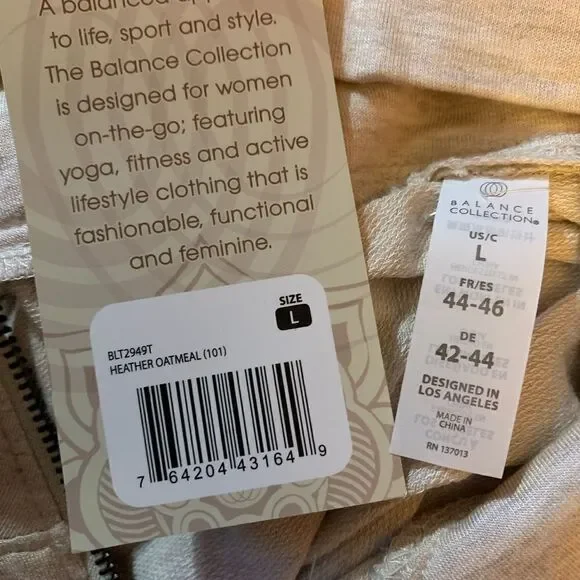 A balanced
to life, sport and style.
The Balance Collection
is designed for women
on-the-go; featuring
yoga, fitness and active
lifestyle clothing that is
fashionable, functional
and feminine.
SIZE
L
BLT2949T
HEATHER OATMEAL (101)
7 64204 43164 9
BALANCE
COLLECTION®
US/C
L
FR/ES
44-46
DE
42-44
DESIGNED IN
LOS ANGELES
MADE IN
CHINA
RN 137013